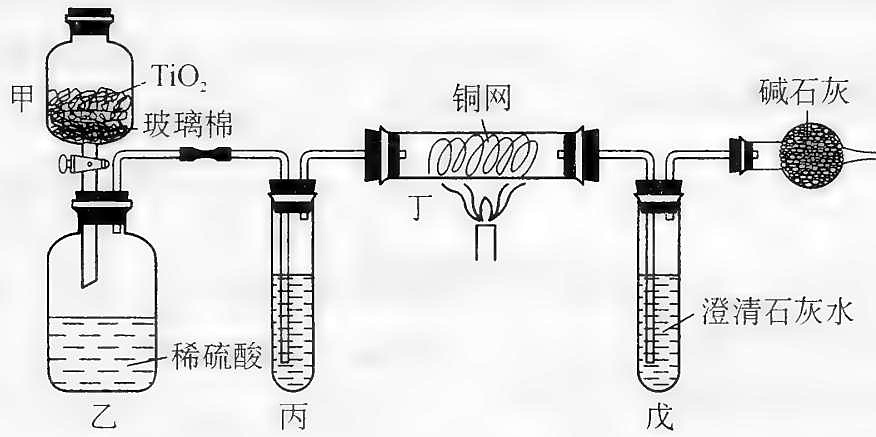 甲
TiO₂
玻璃棉
铜网
碱石灰
丁
稀硫酸
澄清石灰水
乙
丙
戊